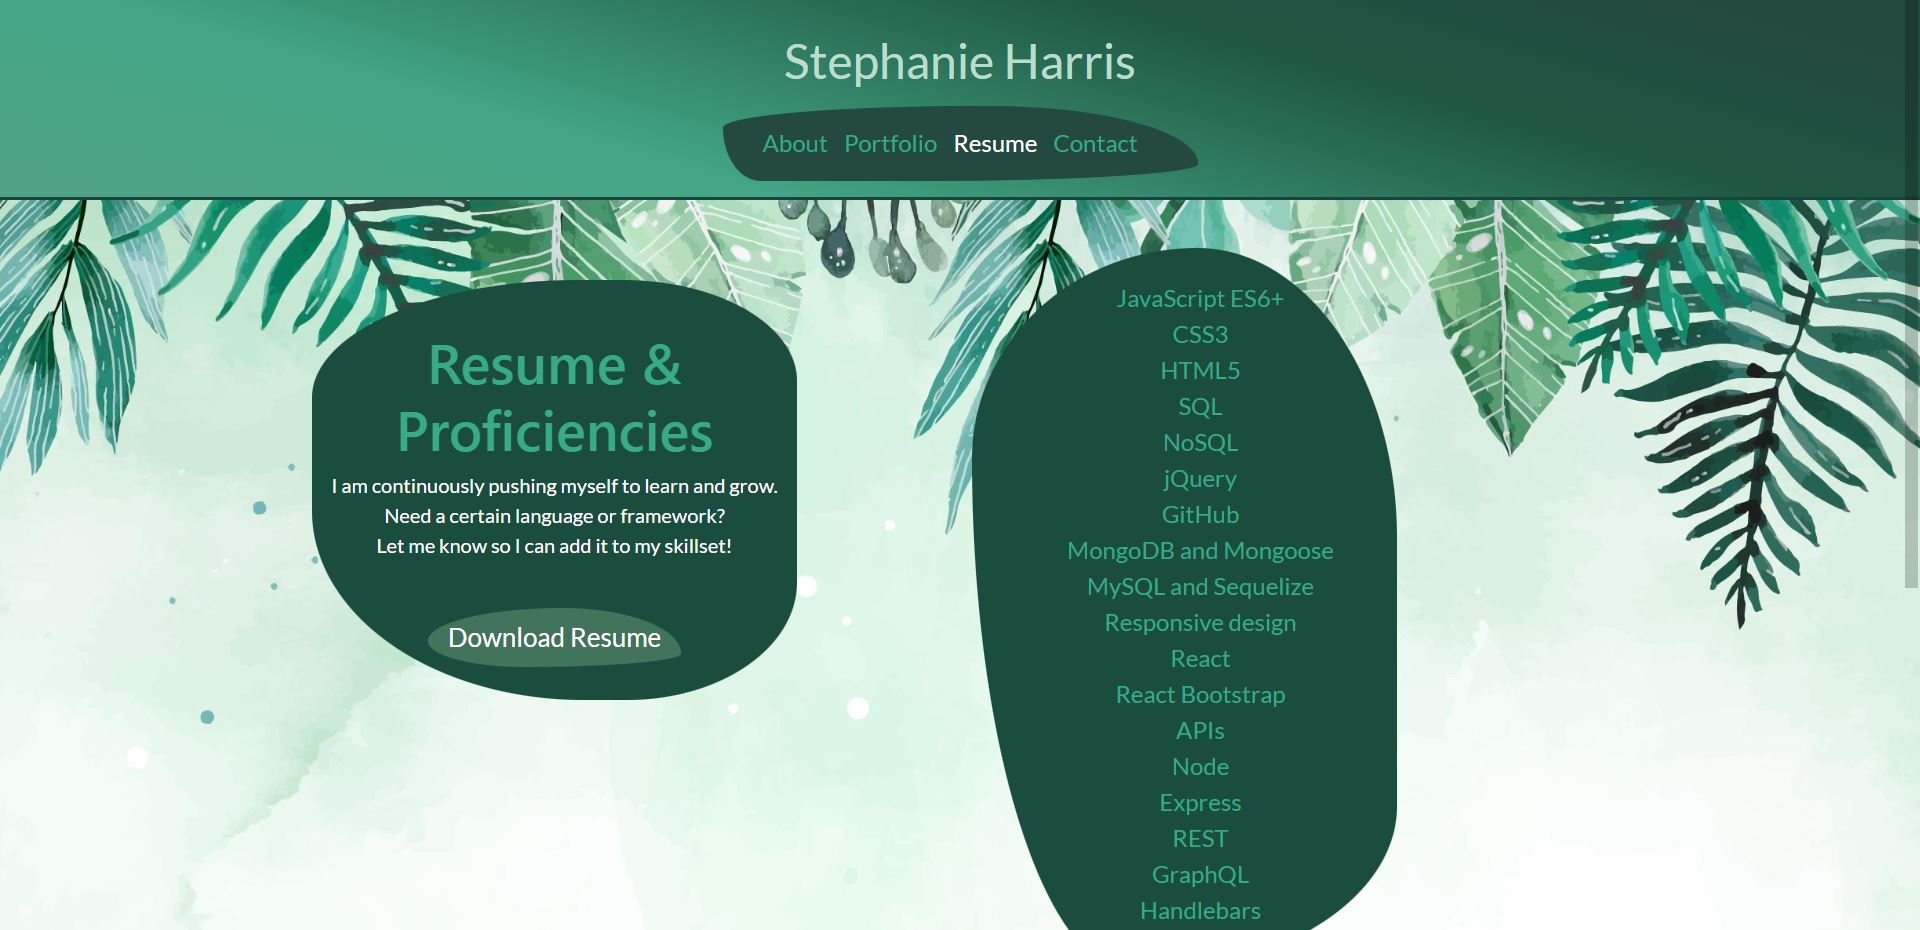 Stephanie Harris
About Portfolio Resume Contact
Resume &
Proficiencies
I am continuously pushing myself to learn and grow.
Need a certain language or framework?
Let me know so I can add it to my skillset!
Download Resume
JavaScript ES6+
CSS3
HTML5
SQL
NoSQL
jQuery
GitHub
MongoDB and Mongoose
MySQL and Sequelize
Responsive design
React
React Bootstrap
APIs
Node
Express
REST
GraphQL
Handlebars